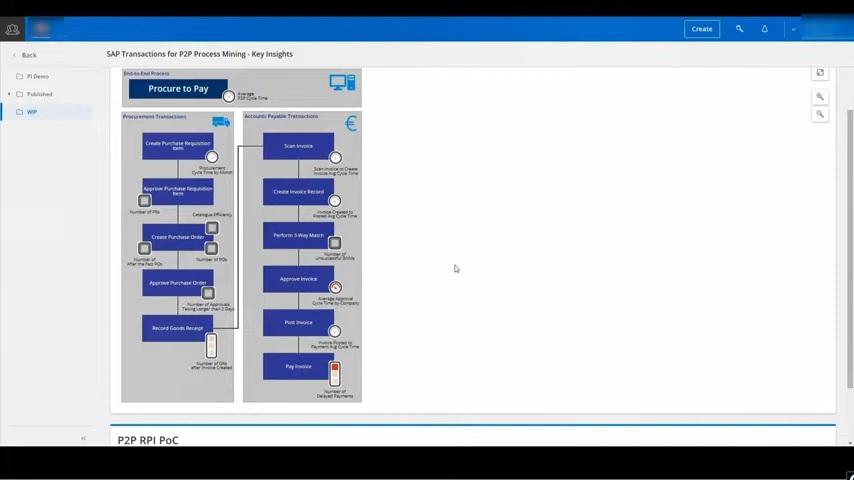 Create
Back
SAP Transactions for P2P Process Mining - Key Insights
PI Demo
Published
WIP
End-to-End Process
Procure to Pay
Average
P2P Cycle Time
Procurement Transactions
Create Purchase Requisition
Item
Procurement
Cycle Time by Month
Approve Purchase Requisition
Item
Number of PRs
Catalogue Efficiency
Create Purchase Order
Number of
After the Fact POs
Number of POs
Approve Purchase Order
Number of Approvals
Taking Longer than 2 Days
Record Goods Receipt
Number of GRs
after Invoice Created
Accounts Payable Transactions
Scan Invoice
Scan Invoice to Create
Invoice Avg Cycle Time
Create Invoice Record
Invoice Created to
Posted Avg Cycle Time
Perform 3-Way Match
Number of
Unsuccessful 3WMs
Approve Invoice
Average Approval
Cycle Time by Company
Post Invoice
Invoice Posted to
Payment Avg Cycle Time
Pay Invoice
Number of
Delayed Payments
P2P RPI PoC